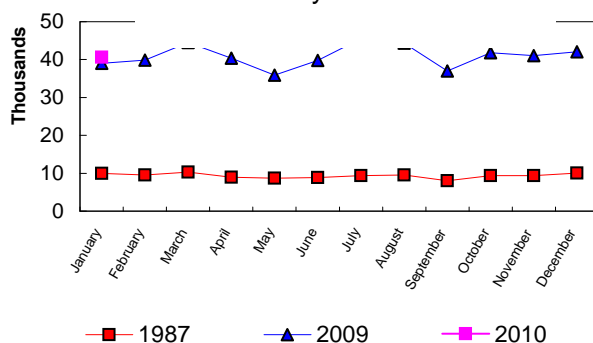 Thousands
50
40
30
20
10
0
January
February
March
April
May
June
July
August
September
October
November
December
1987
2009
2010